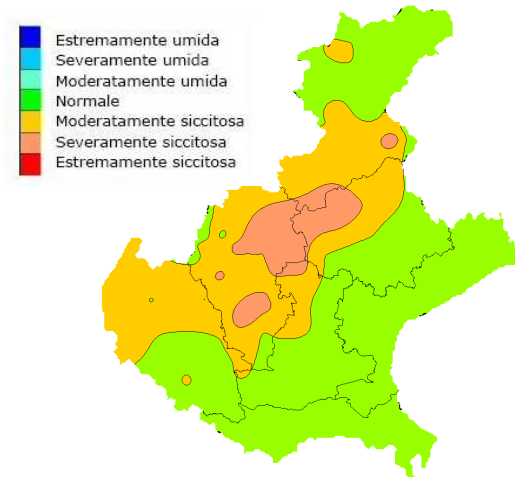 Estremamente umida
Severamente umida
Moderatamente umida
Normale
Moderatamente siccitosa
Severamente siccitosa
Estremamente siccitosa